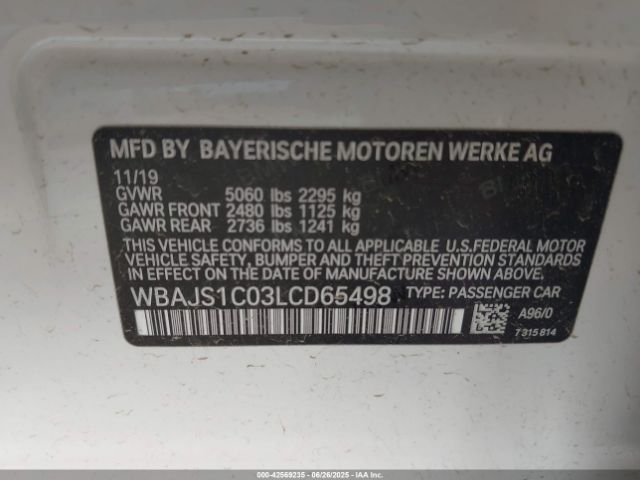 MFD BY BAYERISCHE MOTOREN WERKE AG
11/19
GVWR 5060 lbs 2295 kg
GAWR FRONT 2480 lbs 1125 kg
GAWR REAR 2736 lbs 1241 kg
THIS VEHICLE CONFORMS TO ALL APPLICABLE U.S.FEDERAL MOTOR
VEHICLE SAFETY, BUMPER, AND THEFT PREVENTION STANDARDS
IN EFFECT ON THE DATE OF MANUFACTURE SHOWN ABOVE.
WBAJS1C03LCD65498 TYPE: PASSENGER CAR
A96/0
7315814
000-42569235 - 06/26/2025 - COPYRIGHT IAA, LLC